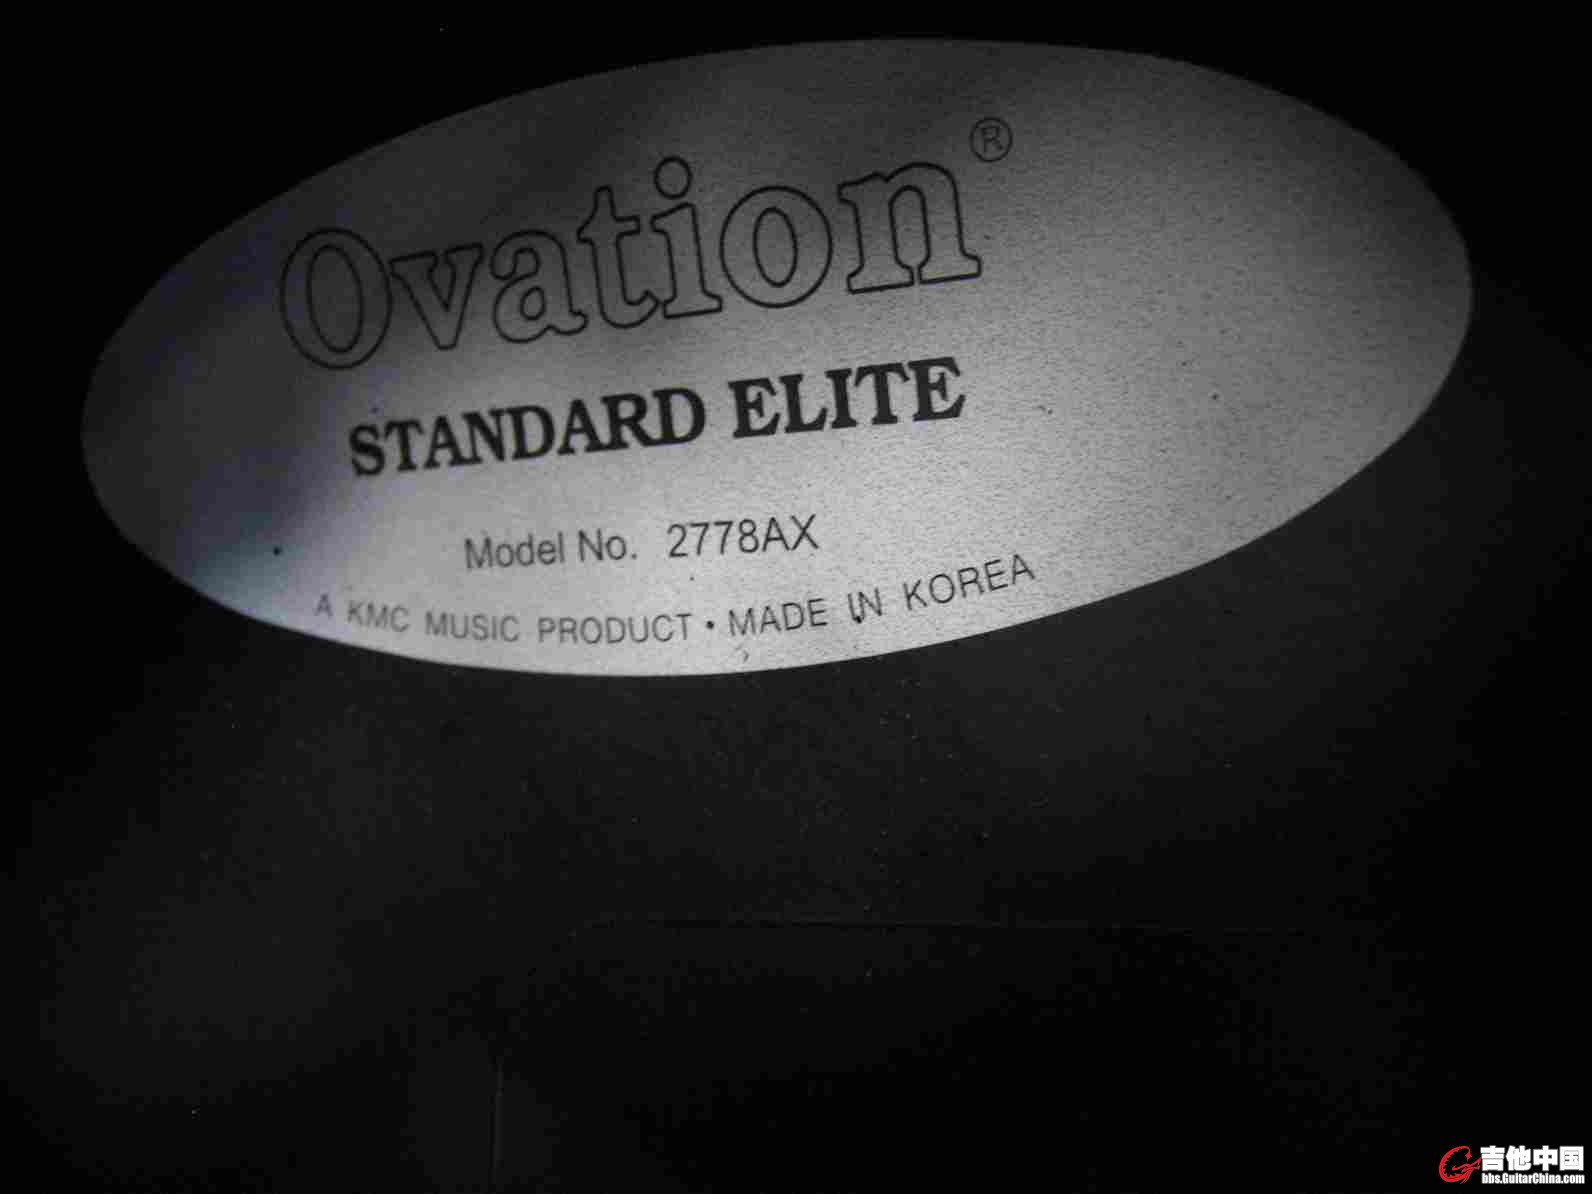 Ovation®
STANDARD ELITE
Model No. 2778AX
A KMC MUSIC PRODUCT • MADE IN KOREA
吉他中国
bbs.GuitarChina.com